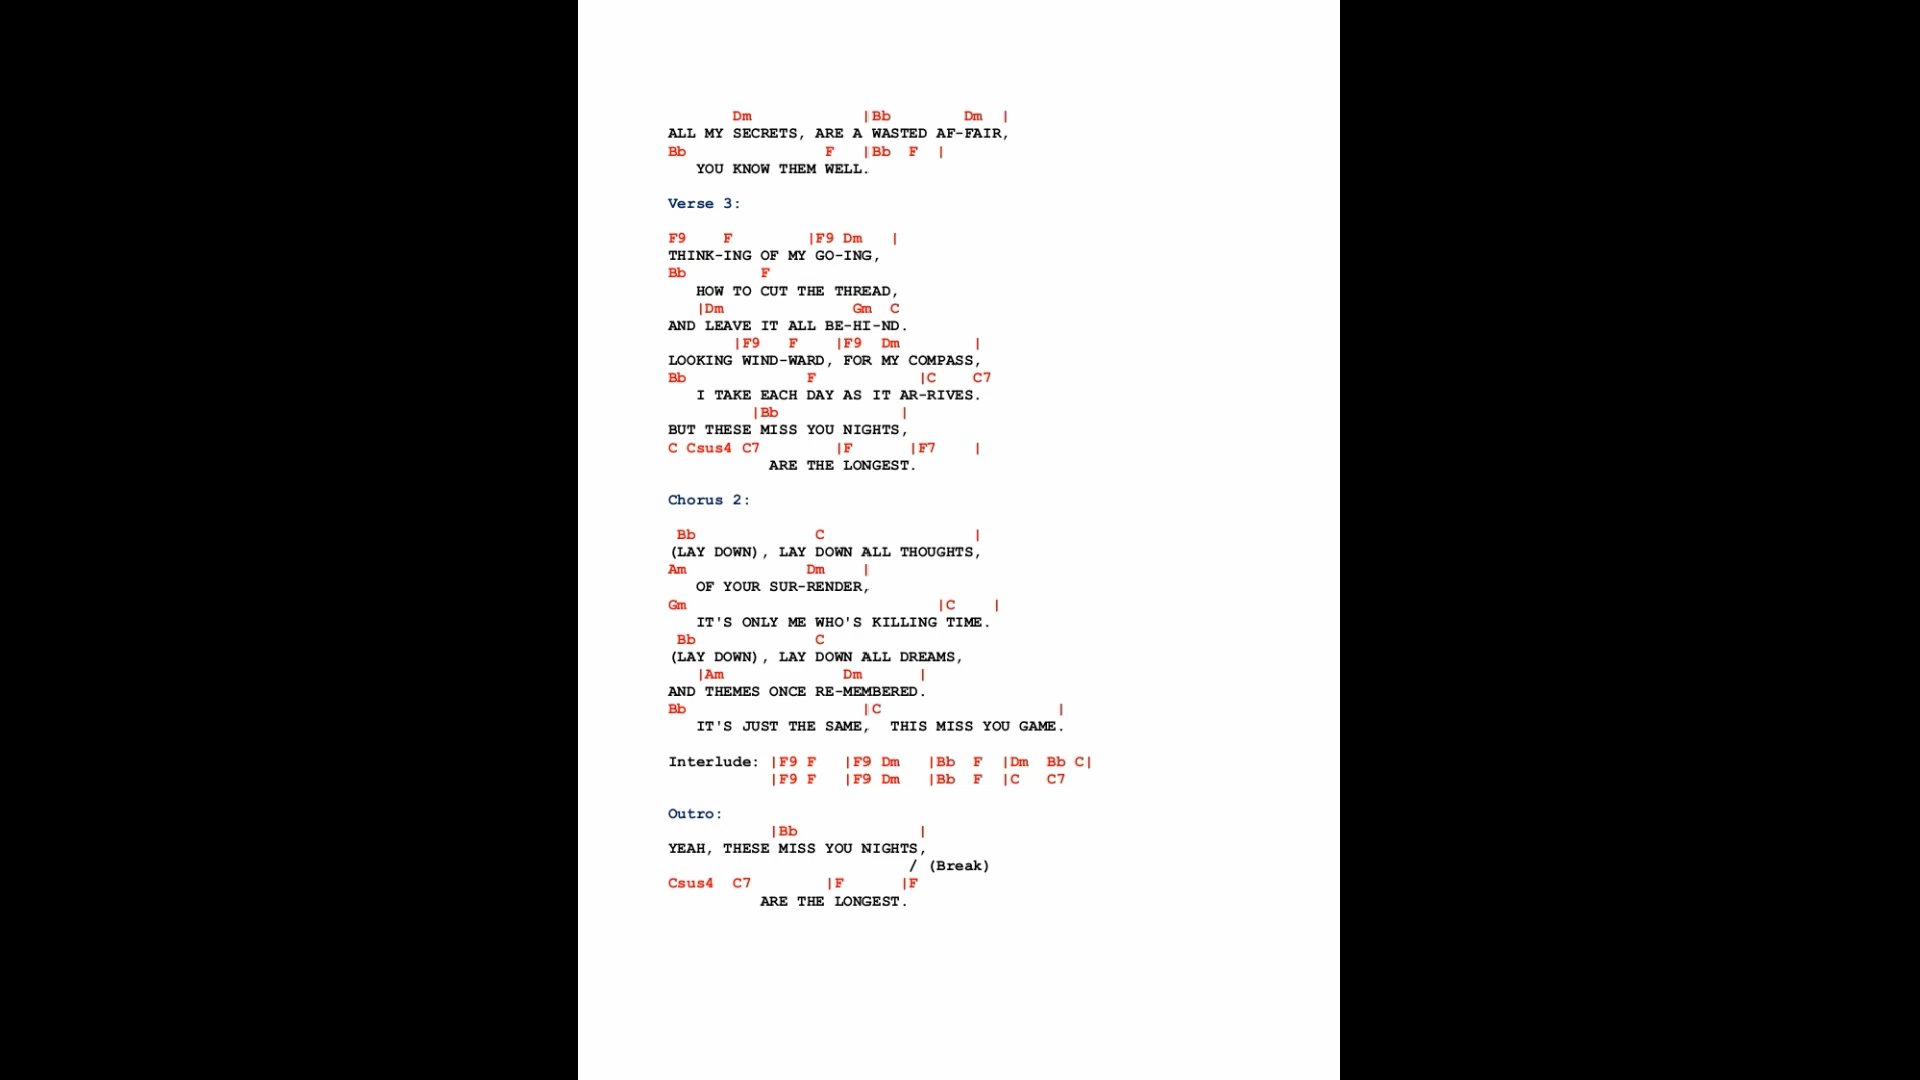 Dm |Bb Dm |
ALL MY SECRETS, ARE A WASTED AF-FAIR,
Bb F |Bb F |
YOU KNOW THEM WELL.
Verse 3:
F9 F |F9 Dm |
THINK-ING OF MY GO-ING,
Bb F
HOW TO CUT THE THREAD,
|Dm Gm C
AND LEAVE IT ALL BE-HI-ND.
|F9 F |F9 Dm |
LOOKING WIND-WARD, FOR MY COMPASS,
Bb F |C C7
I TAKE EACH DAY AS IT AR-RIVES.
|Bb |
BUT THESE MISS YOU NIGHTS,
C Csus4 C7 |F |F7 |
ARE THE LONGEST.
Chorus 2:
Bb C |
(LAY DOWN), LAY DOWN ALL THOUGHTS,
Am Dm |
OF YOUR SUR-RENDER,
Gm |C |
IT'S ONLY ME WHO'S KILLING TIME.
Bb C
(LAY DOWN), LAY DOWN ALL DREAMS,
|Am Dm |
AND THEMES ONCE RE-MEMBERED.
Bb |C |
IT'S JUST THE SAME, THIS MISS YOU GAME.
Interlude: |F9 F |F9 Dm |Bb F |Dm Bb C|
|F9 F |F9 Dm |Bb F |C C7
Outro:
|Bb |
YEAH, THESE MISS YOU NIGHTS,
/ (Break)
Csus4 C7 |F |F
ARE THE LONGEST.